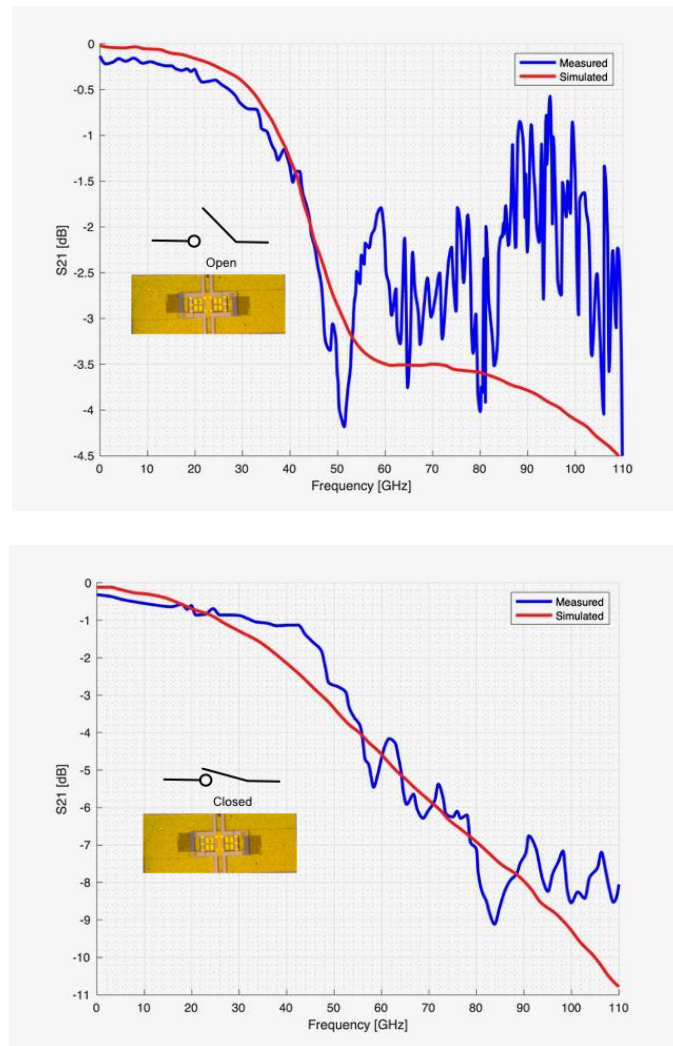 0
-0.5
-1
-1.5
-2
-2.5
-3
-3.5
-4
-4.5
S21 [dB]
Measured
Simulated
Open
0 10 20 30 40 50 60 70 80 90 100 110
Frequency [GHz]
0
-1
-2
-3
-4
-5
-6
-7
-8
-9
-10
-11
S21 [dB]
Measured
Simulated
Closed
0 10 20 30 40 50 60 70 80 90 100 110
Frequency [GHz]